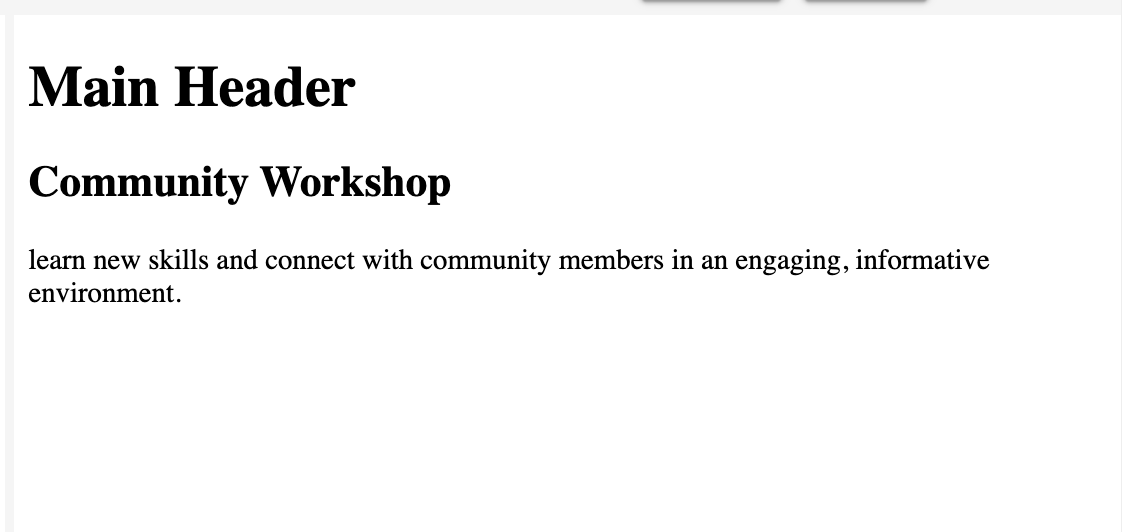 Main Header
Community Workshop
learn new skills and connect with community members in an engaging, informative
environment.